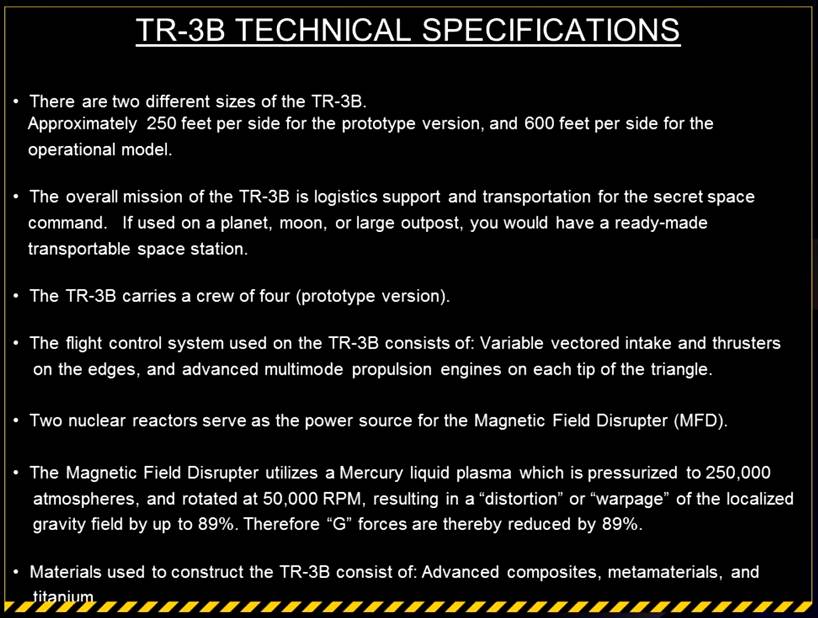 TR-3B TECHNICAL SPECIFICATIONS
• There are two different sizes of the TR-3B.
Approximately 250 feet per side for the prototype version, and 600 feet per side for the
operational model.
• The overall mission of the TR-3B is logistics support and transportation for the secret space
command. If used on a planet, moon, or large outpost, you would have a ready-made
transportable space station.
• The TR-3B carries a crew of four (prototype version).
• The flight control system used on the TR-3B consists of: Variable vectored intake and thrusters
on the edges, and advanced multimode propulsion engines on each tip of the triangle.
• Two nuclear reactors serve as the power source for the Magnetic Field Disrupter (MFD).
• The Magnetic Field Disrupter utilizes a Mercury liquid plasma which is pressurized to 250,000
atmospheres, and rotated at 50,000 RPM, resulting in a “distortion” or “warpage” of the localized
gravity field by up to 89%. Therefore “G” forces are thereby reduced by 89%.
• Materials used to construct the TR-3B consist of: Advanced composites, metamaterials, and
titanium